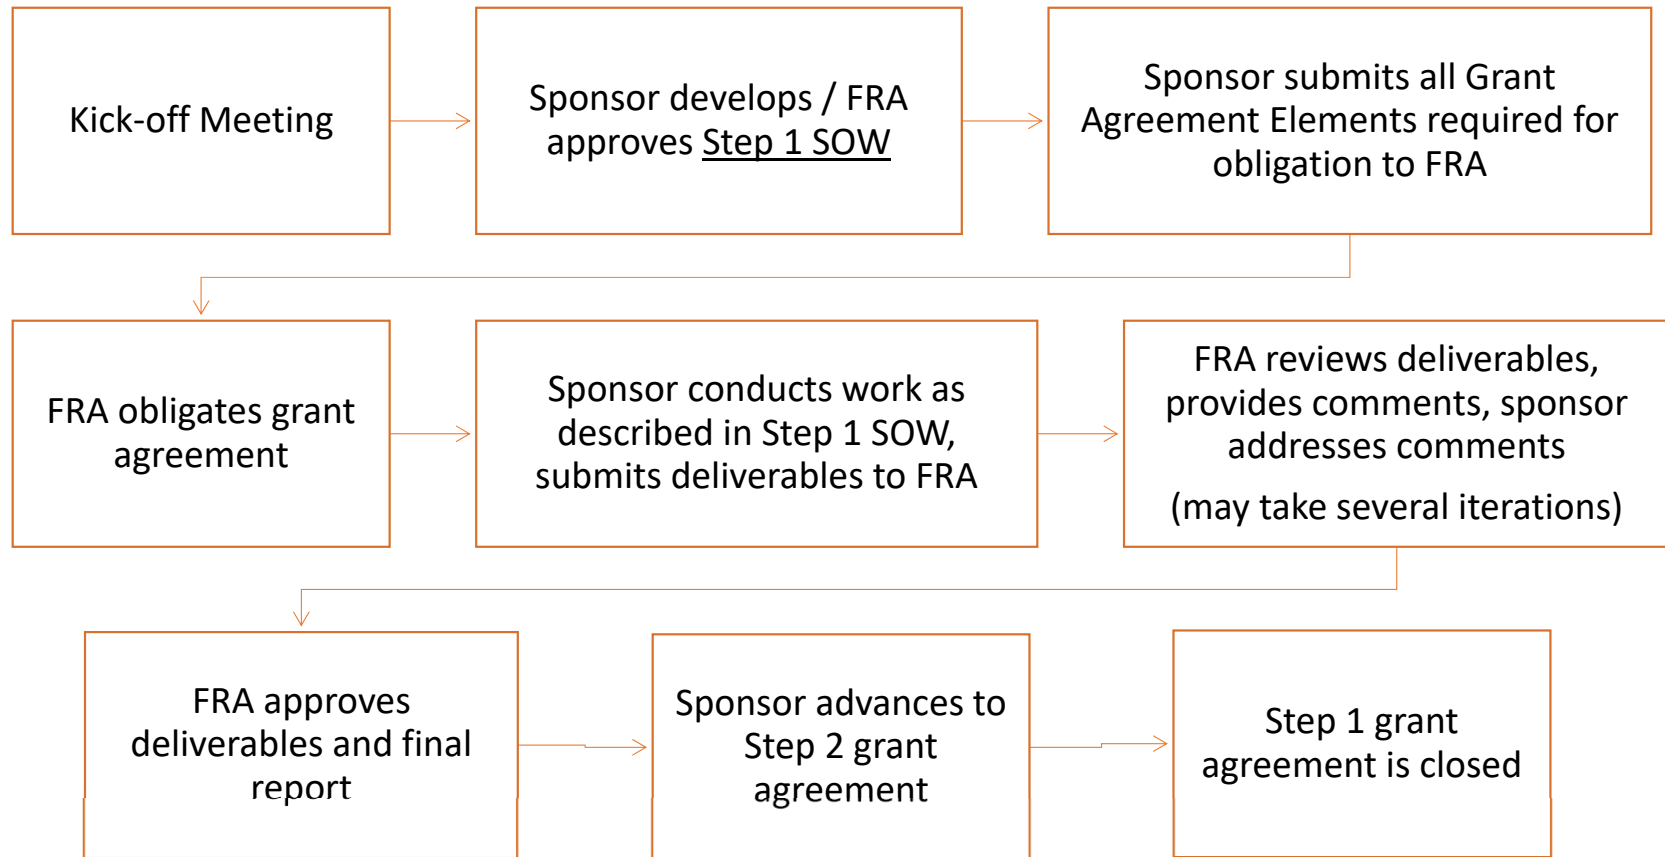 Kick-off Meeting
Sponsor develops / FRA
approves Step 1 SOW
Sponsor submits all Grant
Agreement Elements required for
obligation to FRA
FRA obligates grant
agreement
Sponsor conducts work as
described in Step 1 SOW,
submits deliverables to FRA
FRA reviews deliverables,
provides comments, sponsor
addresses comments
(may take several iterations)
FRA approves
deliverables and final
report
Sponsor advances to
Step 2 grant
agreement
Step 1 grant
agreement is closed